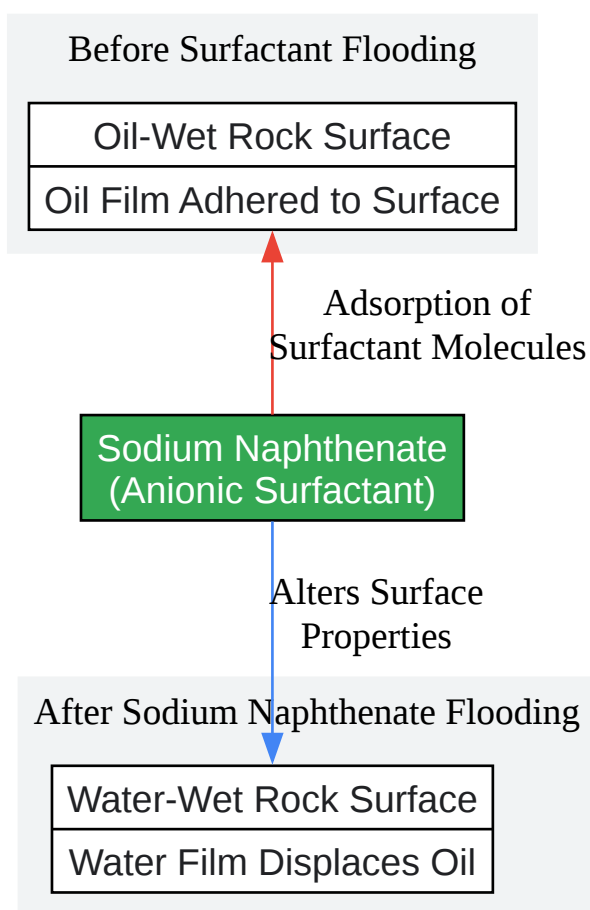 Before Surfactant Flooding
Oil-Wet Rock Surface
Oil Film Adhered to Surface
Adsorption of
Surfactant Molecules
Sodium Naphthenate
(Anionic Surfactant)
Alters Surface
Properties
After Sodium Naphthenate Flooding
Water-Wet Rock Surface
Water Film Displaces Oil